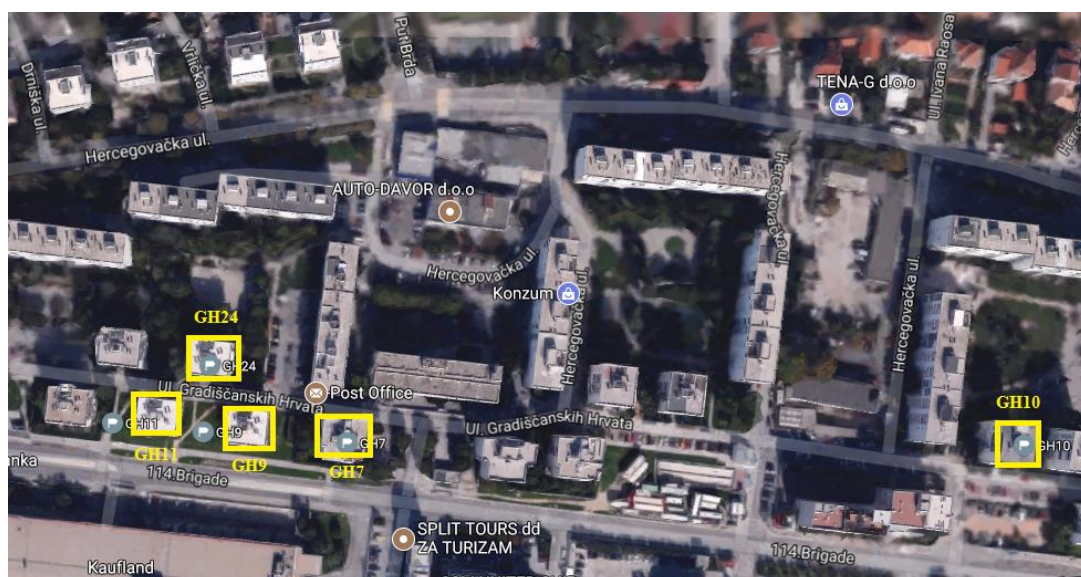 Drniška ul.
Vrlička ul.
Put Brda
Hercegovačka ul.
TENA-G d.o.o
Ul. Ivana Raosa
AUTO-DAVOR d.o.o
Hercegovačka ul.
Hercegovačka ul.
Konzum
Hercegovačka ul.
Hercegovačka ul.
GH24
GH24
Ul. Gradišćanskih Hrvata
Post Office
Ul. Gradišćanskih Hrvata
GH10
GH10
GH11
GH9
GH7
GH11
GH9
GH7
114.Brigade
SPLIT TOURS dd
ZA TURIZAM
114.Brigade
Kaufland